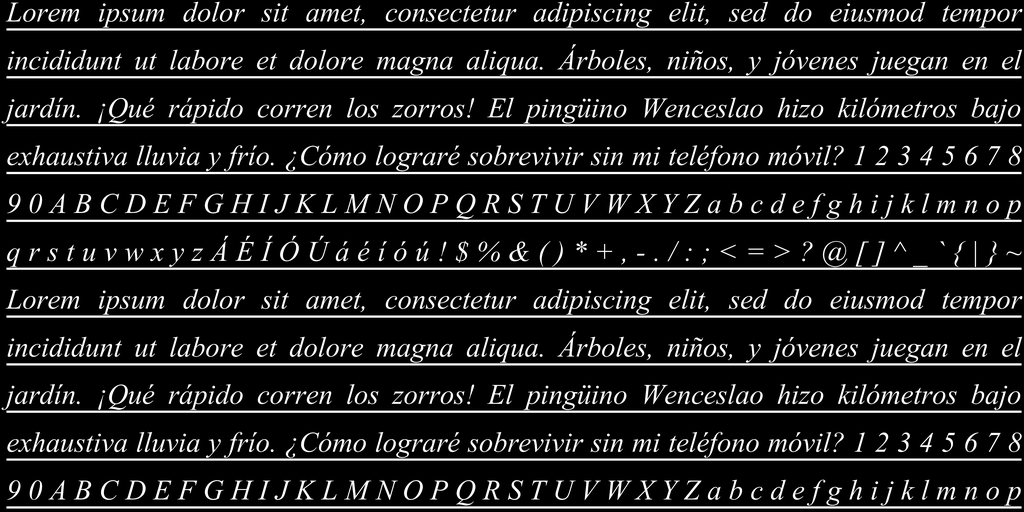 Lorem ipsum dolor sit amet, consectetur adipiscing elit, sed do eiusmod tempor
incididunt ut labore et dolore magna aliqua. Árboles, niños, y jóvenes juegan en el
jardín. ¡Qué rápido corren los zorros! El pingüino Wenceslao hizo kilómetros bajo
exhaustiva lluvia y frío. ¿Cómo lograré sobrevivir sin mi teléfono móvil? 1 2 3 4 5 6 7 8
9 0 A B C D E F G H I J K L M N O P Q R S T U V W X Y Z a b c d e f g h i j k l m n o p
q r s t u v w x y z Á É Í Ó Ú á é í ó ú ! $ % & ( ) * + , - . / : ; < = > ? @ [ ] ^ _ ` { | } ~
Lorem ipsum dolor sit amet, consectetur adipiscing elit, sed do eiusmod tempor
incididunt ut labore et dolore magna aliqua. Árboles, niños, y jóvenes juegan en el
jardín. ¡Qué rápido corren los zorros! El pingüino Wenceslao hizo kilómetros bajo
exhaustiva lluvia y frío. ¿Cómo lograré sobrevivir sin mi teléfono móvil? 1 2 3 4 5 6 7 8
9 0 A B C D E F G H I J K L M N O P Q R S T U V W X Y Z a b c d e f g h i j k l m n o p